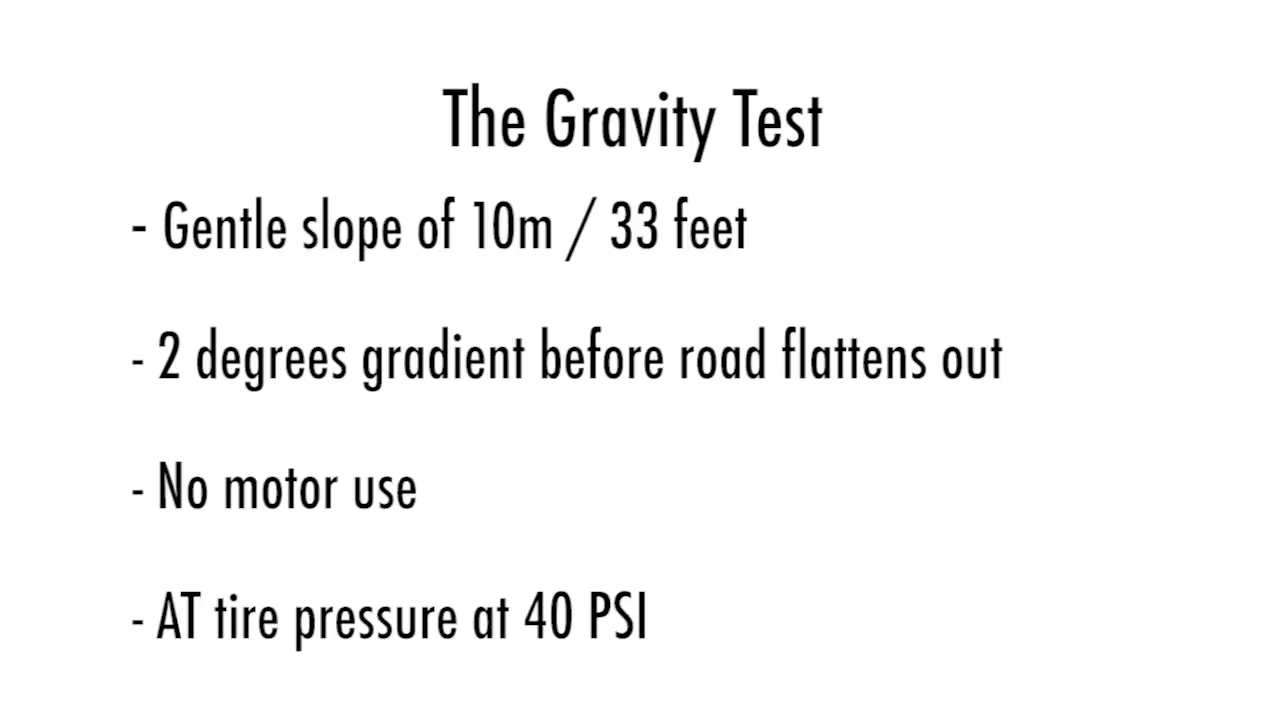 The Gravity Test
- Gentle slope of 10m / 33 feet
- 2 degrees gradient before road flattens out
- No motor use
- AT tire pressure at 40 PSI